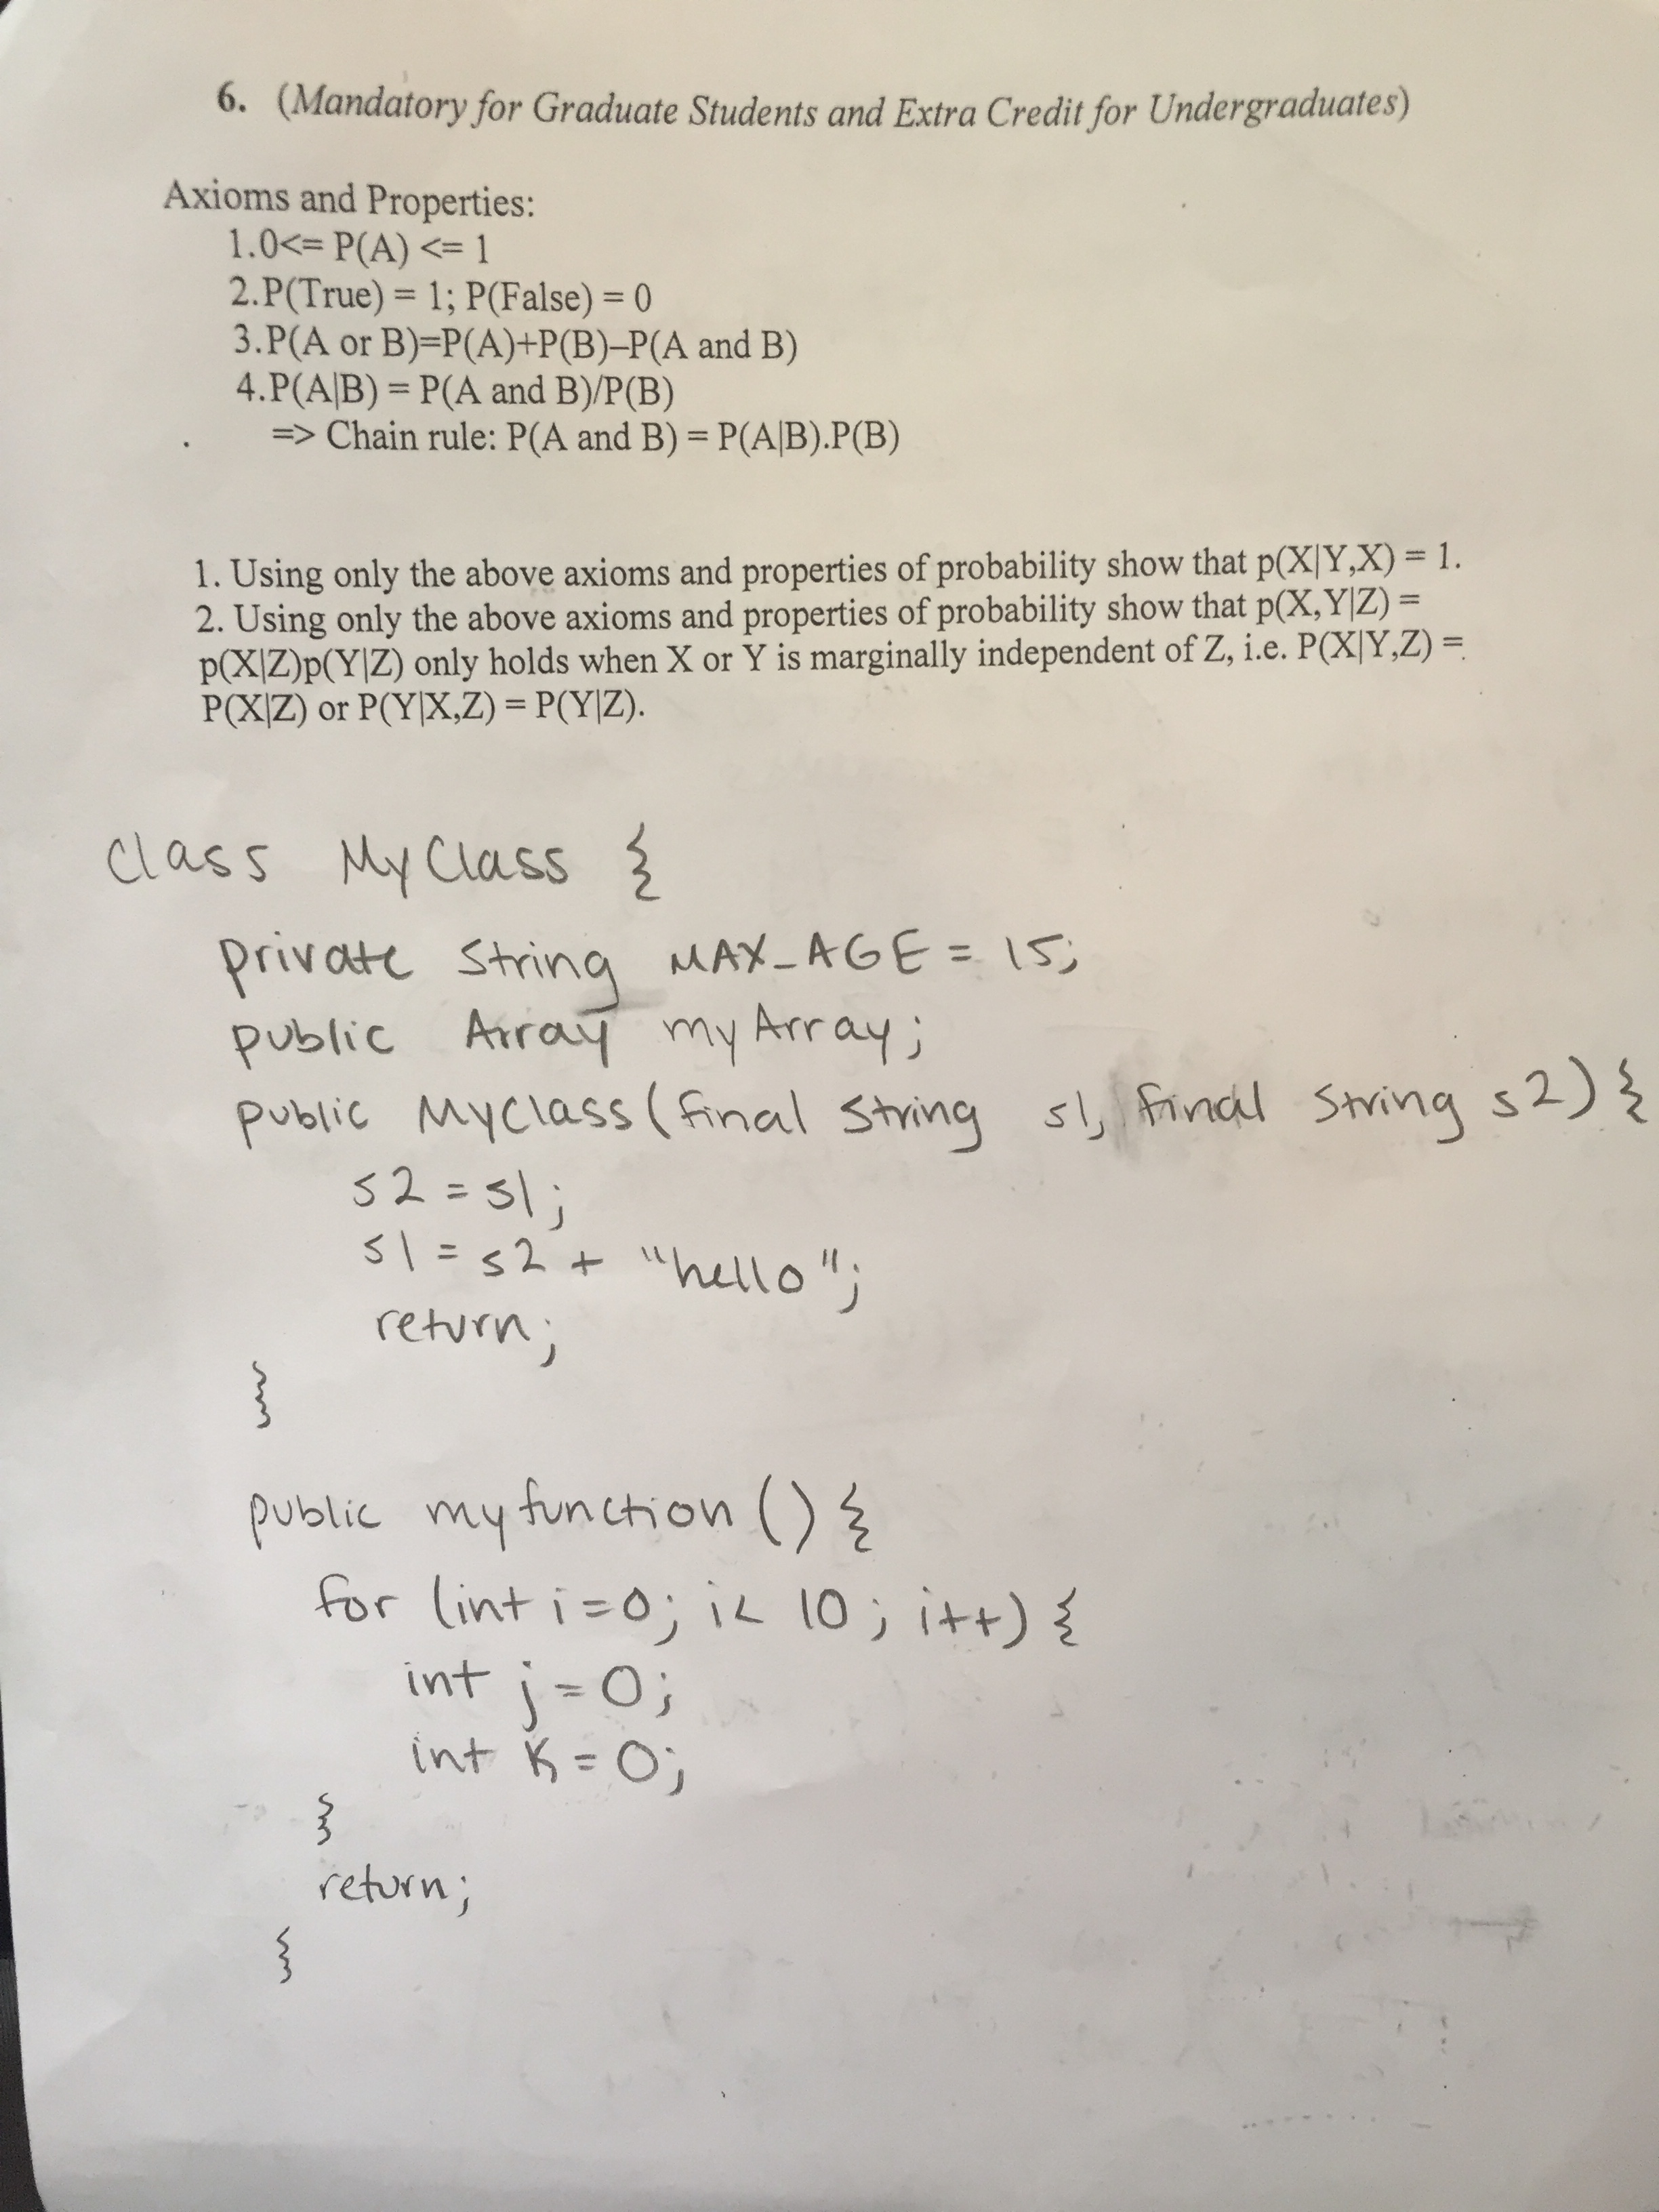 6. (Mandatory for Graduate Students and Extra Credit for Undergraduates)
Axioms and Properties:
1.0<= P(A) <= 1
2.P(True) = 1; P(False) = 0
3.P(A or B)=P(A)+P(B)–P(A and B)
4.P(A|B) = P(A and B)/P(B)
=> Chain rule: P(A and B) = P(A|B).P(B)
1. Using only the above axioms and properties of probability show that p(X|Y,X) = 1.
2. Using only the above axioms and properties of probability show that p(X,Y|Z) =
p(X|Z)p(Y|Z) only holds when X or Y is marginally independent of Z, i.e. P(X|Y,Z) =
P(X|Z) or P(Y|X,Z) = P(Y|Z).
class MyClass {
private String MAX_AGE = 15;
public Array myArray;
public MyClass(final String s1, final String s2) {
s2 = s1;
s1 = s2 + "hello";
return;
}
public myfunction () {
for (int i=0; i< 10; i++) {
int j = 0;
int k = 0;
}
return;
}